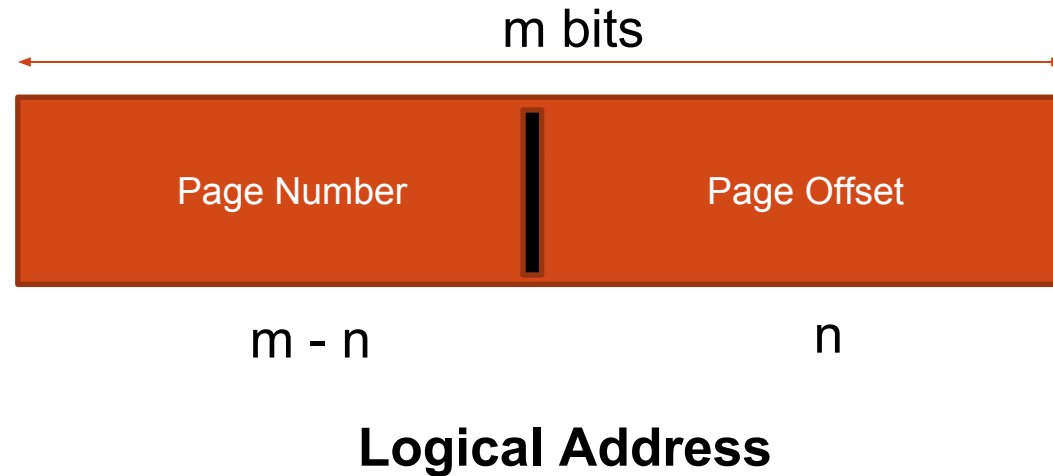 m bits
Page Number Page Offset
m - n n
Logical Address